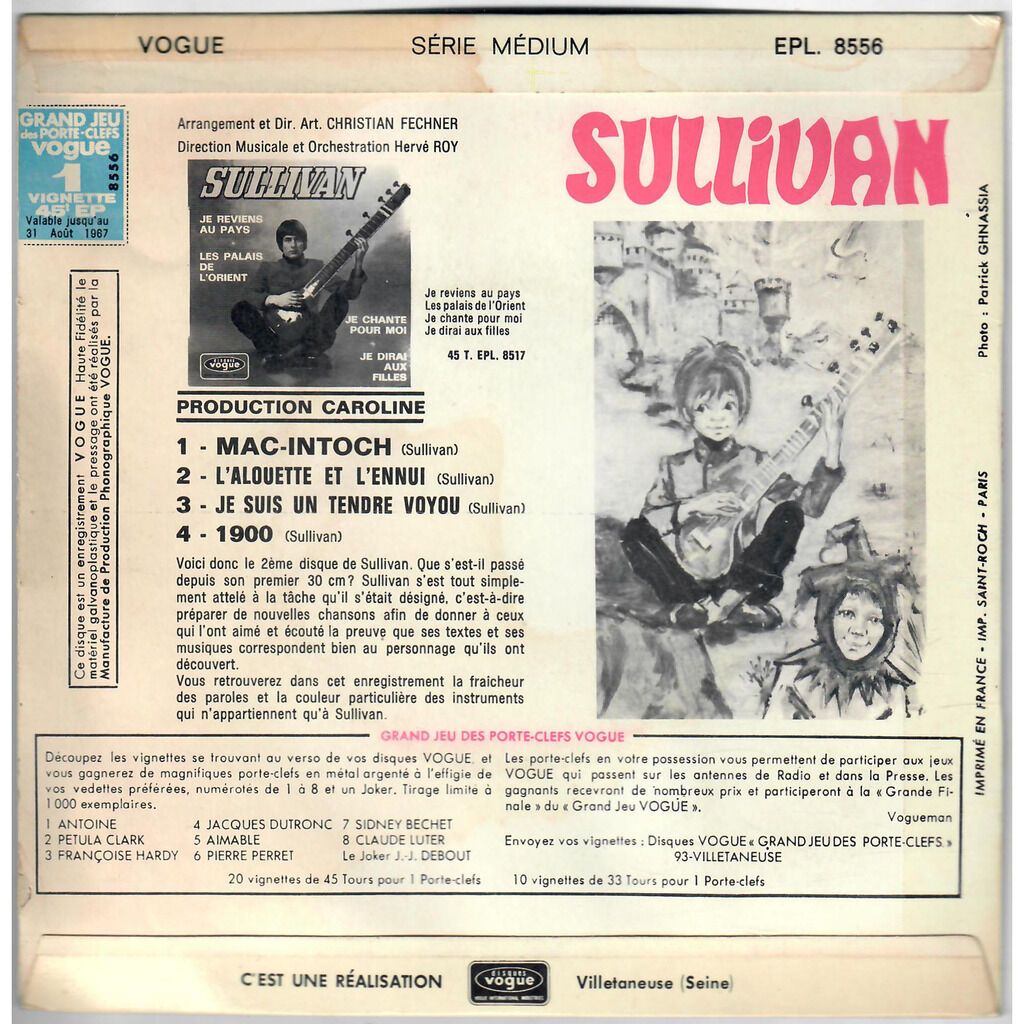 VOGUE
SÉRIE MÉDIUM
EPL. 8556
GRAND JEU
des PORTE-CLEFS
vogue
1
8556
VIGNETTE
45t EP
Valable jusqu'au
31 Août 1967
Arrangement et Dir. Art. CHRISTIAN FECHNER
Direction Musicale et Orchestration Hervé ROY
SULLIVAN
JE REVIENS
AU PAYS
LES PALAIS
DE
L'ORIENT
JE CHANTE
POUR MOI
JE DIRAI
AUX
FILLES
disques
vogue
Je reviens au pays
Les palais de l'Orient
Je chante pour moi
Je dirai aux filles
45 T. EPL. 8517
SULLiVAN
Photo : Patrick GHNASSIA
Ce disque est un enregistrement VOGUE Haute Fidélité le
matériel galvanoplastique et le pressage ont été réalisés par la
Manufacture de Production Phonographique VOGUE.
PRODUCTION CAROLINE
1 - MAC-INTOCH (Sullivan)
2 - L'ALOUETTE ET L'ENNUI (Sullivan)
3 - JE SUIS UN TENDRE VOYOU (Sullivan)
4 - 1900 (Sullivan)
Voici donc le 2ème disque de Sullivan. Que s'est-il passé
depuis son premier 30 cm? Sullivan s'est tout simple-
ment attelé à la tâche qu'il s'était désigné, c'est-à-dire
préparer de nouvelles chansons afin de donner à ceux
qui l'ont aimé et écouté la preuve que ses textes et ses
musiques correspondent bien au personnage qu'ils ont
découvert.
Vous retrouverez dans cet enregistrement la fraicheur
des paroles et la couleur particulière des instruments
qui n'appartiennent qu'à Sullivan.
IMPRIMÉ EN FRANCE - IMP. SAINT-ROCH - PARIS
GRAND JEU DES PORTE-CLEFS VOGUE
Découpez les vignettes se trouvant au verso de vos disques VOGUE, et
vous gagnerez de magnifiques porte-clefs en métal argenté à l'effigie de
vos vedettes préférées, numérotés de 1 à 8 et un Joker. Tirage limité à
1 000 exemplaires.
1 ANTOINE
2 PETULA CLARK
3 FRANÇOISE HARDY
4 JACQUES DUTRONC
5 AIMABLE
6 PIERRE PERRET
7 SIDNEY BECHET
8 CLAUDE LUTER
Le Joker J.-J. DEBOUT
20 vignettes de 45 Tours pour 1 Porte-clefs
Les porte-clefs en votre possession vous permettent de participer aux jeux
VOGUE qui passent sur les antennes de Radio et dans la Presse. Les
gagnants recevront de nombreux prix et participeront à la « Grande Fi-
nale » du « Grand Jeu VOGUE ».
Vogueman
Envoyez vos vignettes : Disques VOGUE « GRAND JEU DES PORTE-CLEFS »
93-VILLETANEUSE
10 vignettes de 33 Tours pour 1 Porte-clefs
C'EST UNE RÉALISATION
disques
vogue
VOGUE INTERNATIONAL INDUSTRIES
Villetaneuse (Seine)